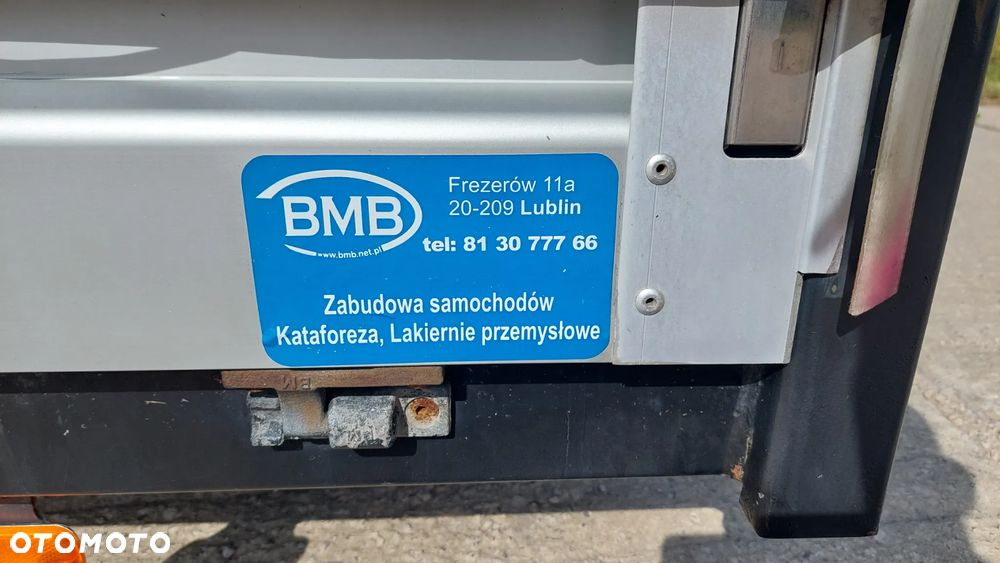 BMB
www.bmb.net.pl
Frezerów 11a
20-209 Lublin
tel: 81 30 777 66
Zabudowa samochodów
Kataforeza, Lakiernie przemysłowe
OTOMOTO